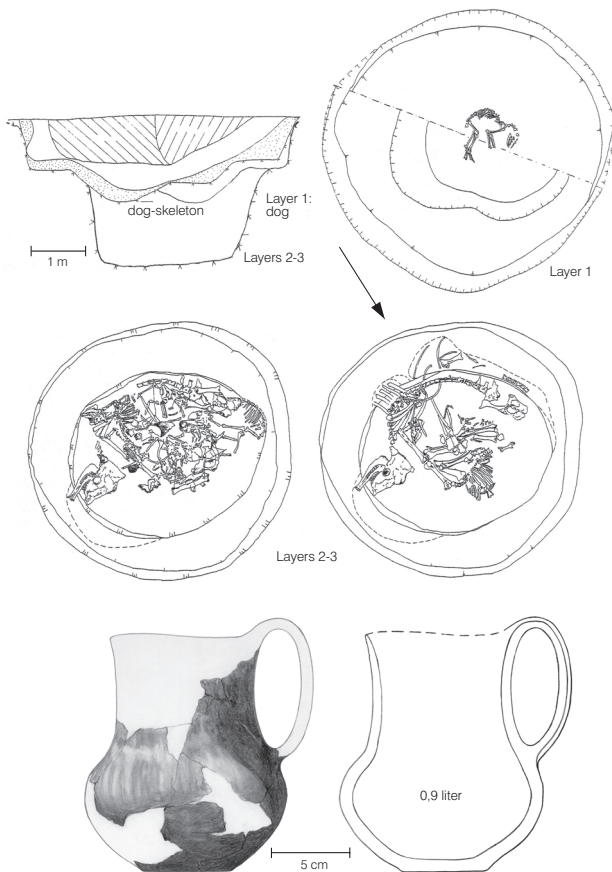 dog-skeleton
Layer 1:
dog
1 m
Layers 2-3
Layer 1
Layers 2-3
0,9 liter
5 cm